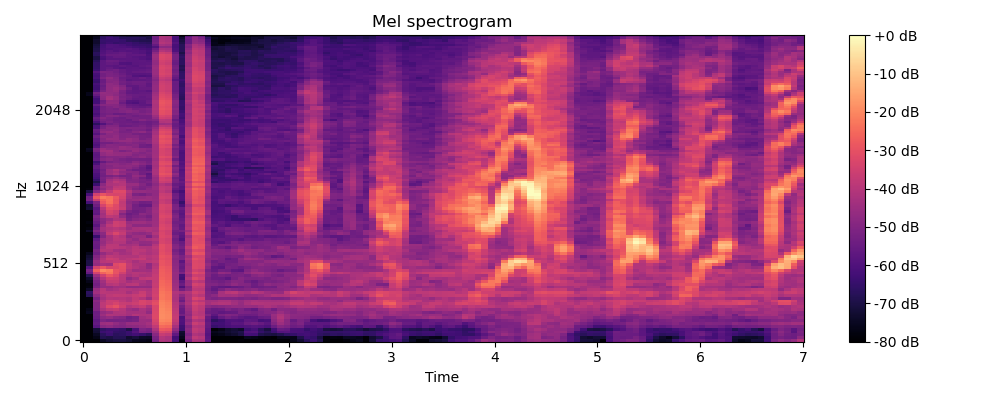 Mel spectrogram
Hz
2048
1024
512
0
0 1 2 3 4 5 6 7
Time
+0 dB
-10 dB
-20 dB
-30 dB
-40 dB
-50 dB
-60 dB
-70 dB
-80 dB